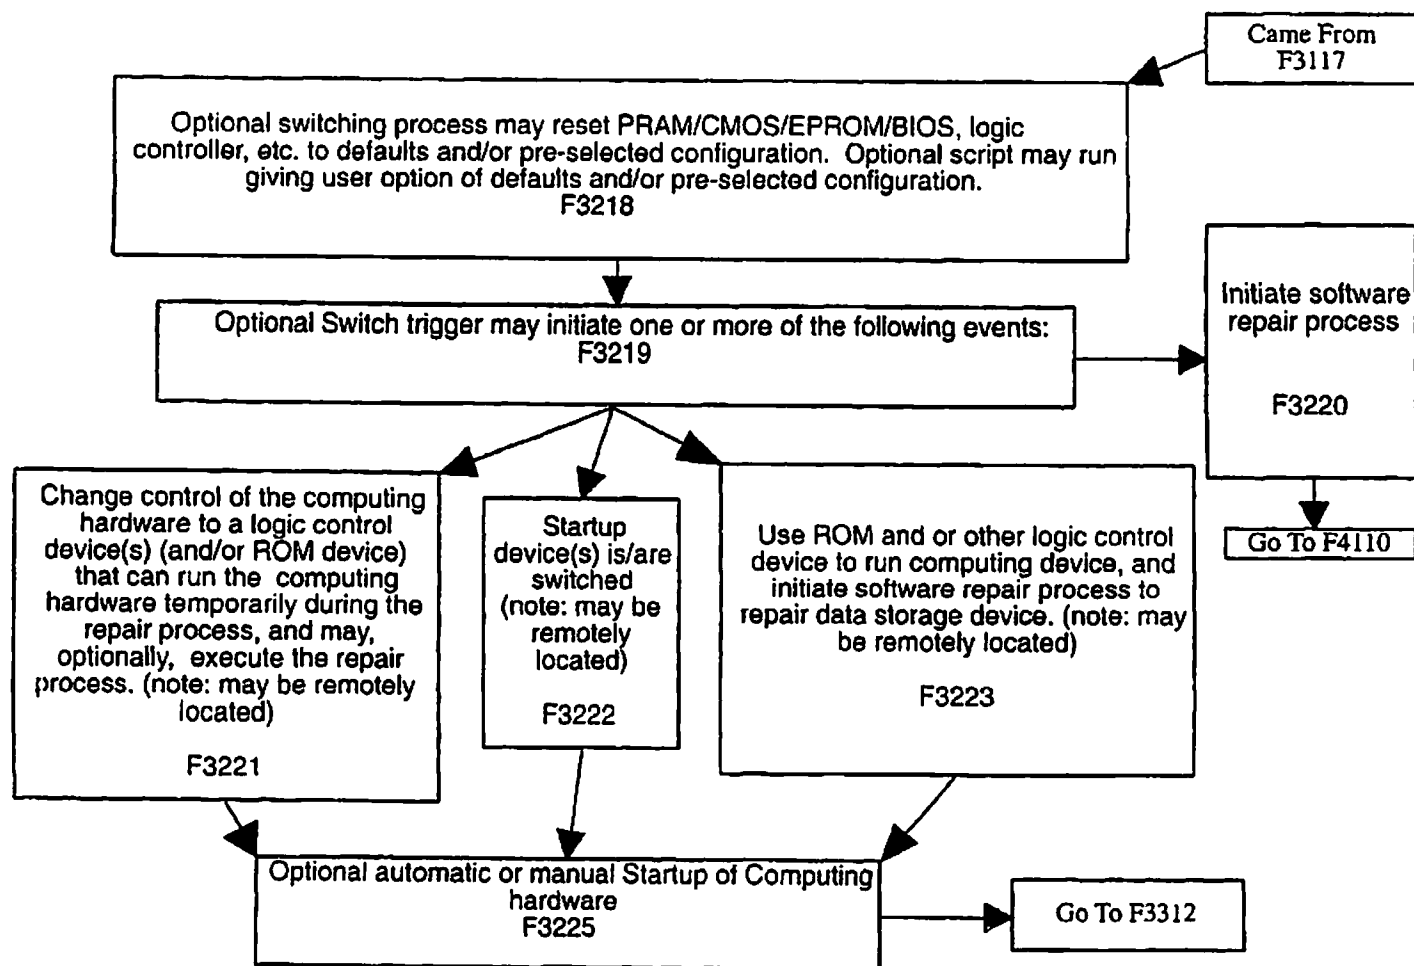 Came From
F3117
Optional switching process may reset PRAM/CMOS/EPROM/BIOS, logic
controller, etc. to defaults and/or pre-selected configuration. Optional script may run
giving user option of defaults and/or pre-selected configuration.
F3218
Optional Switch trigger may initiate one or more of the following events:
F3219
Initiate software
repair process
F3220
Go To F4110
Change control of the computing
hardware to a logic control
device(s) (and/or ROM device)
that can run the computing
hardware temporarily during the
repair process, and may,
optionally, execute the repair
process. (note: may be remotely
located)
F3221
Startup
device(s) is/are
switched
(note: may be
remotely
located)
F3222
Use ROM and or other logic control
device to run computing device, and
initiate software repair process to
repair data storage device. (note: may
be remotely located)
F3223
Optional automatic or manual Startup of Computing
hardware
F3225
Go To F3312